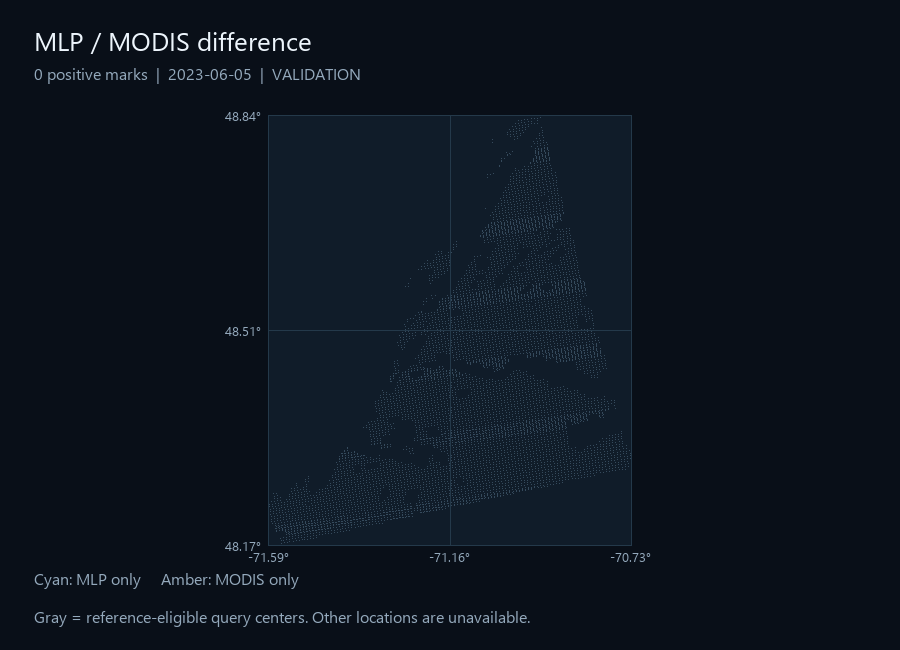 MLP / MODIS difference
0 positive marks | 2023-06-05 | VALIDATION
48.84°
48.51°
48.17°
-71.59° -71.16° -70.73°
Cyan: MLP only Amber: MODIS only
Gray = reference-eligible query centers. Other locations are unavailable.